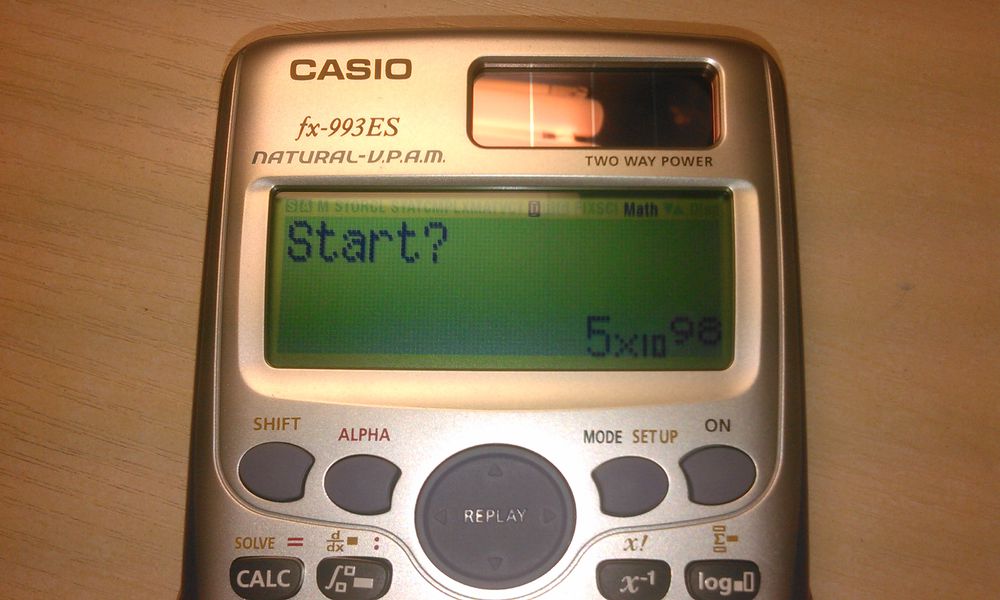 CASIO
fx-993ES
NATURAL-V.P.A.M.
TWO WAY POWER
Math
Start?
5×10⁹⁸
SHIFT
ALPHA
MODE SETUP
ON
REPLAY
SOLVE =
d/dx :
x!
Σ
CALC
∫
x⁻¹
log